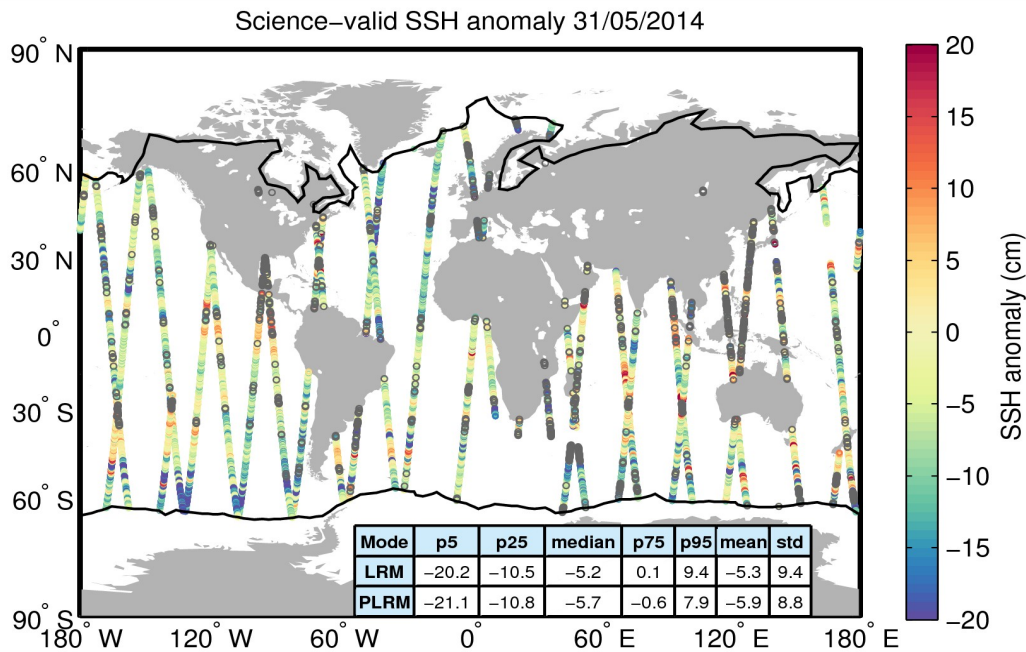 Science−valid SSH anomaly 31/05/2014
90° N
60° N
30° N
0°
30° S
60° S
90° S
180° W
120° W
60° W
0°
60° E
120° E
180° E
Mode p5 p25 median p75 p95 mean std
LRM −20.2 −10.5 −5.2 0.1 9.4 −5.3 9.4
PLRM −21.1 −10.8 −5.7 −0.6 7.9 −5.9 8.8
20
15
10
5
0
−5
−10
−15
−20
SSH anomaly (cm)